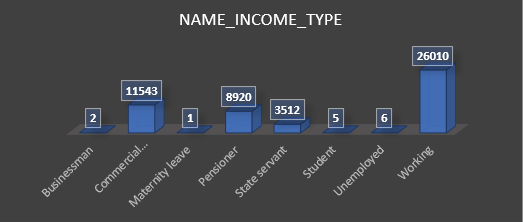 NAME_INCOME_TYPE
26010
11543
8920
3512
2
1
5
6
Businessman
Commercial...
Maternity leave
Pensioner
State servant
Student
Unemployed
Working